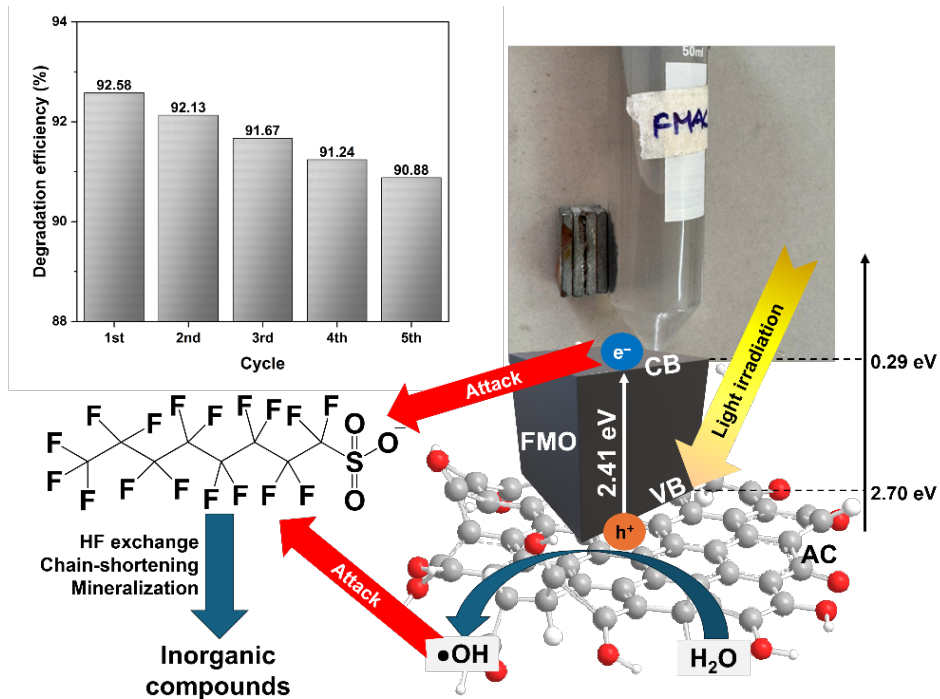 94
92
90
88
Degradation efficiency (%)
92.58
92.13
91.67
91.24
90.88
1st 2nd 3rd 4th 5th
Cycle
50ml
FMAC
Light irradiation
e⁻
CB
0.29 eV
Attack
FMO
2.41 eV
VB
2.70 eV
h⁺
AC
F F F F F F F F
O O⁻
F S
F O
F F F F F F F
HF exchange
Chain-shortening
Mineralization
Attack
•OH
H₂O
Inorganic
compounds